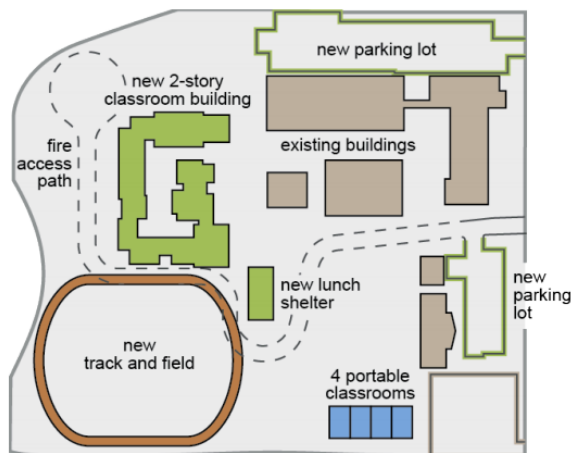 new parking lot
new 2-story
classroom building
fire
access
path
existing buildings
new lunch
shelter
new
parking
lot
new
track and field
4 portable
classrooms